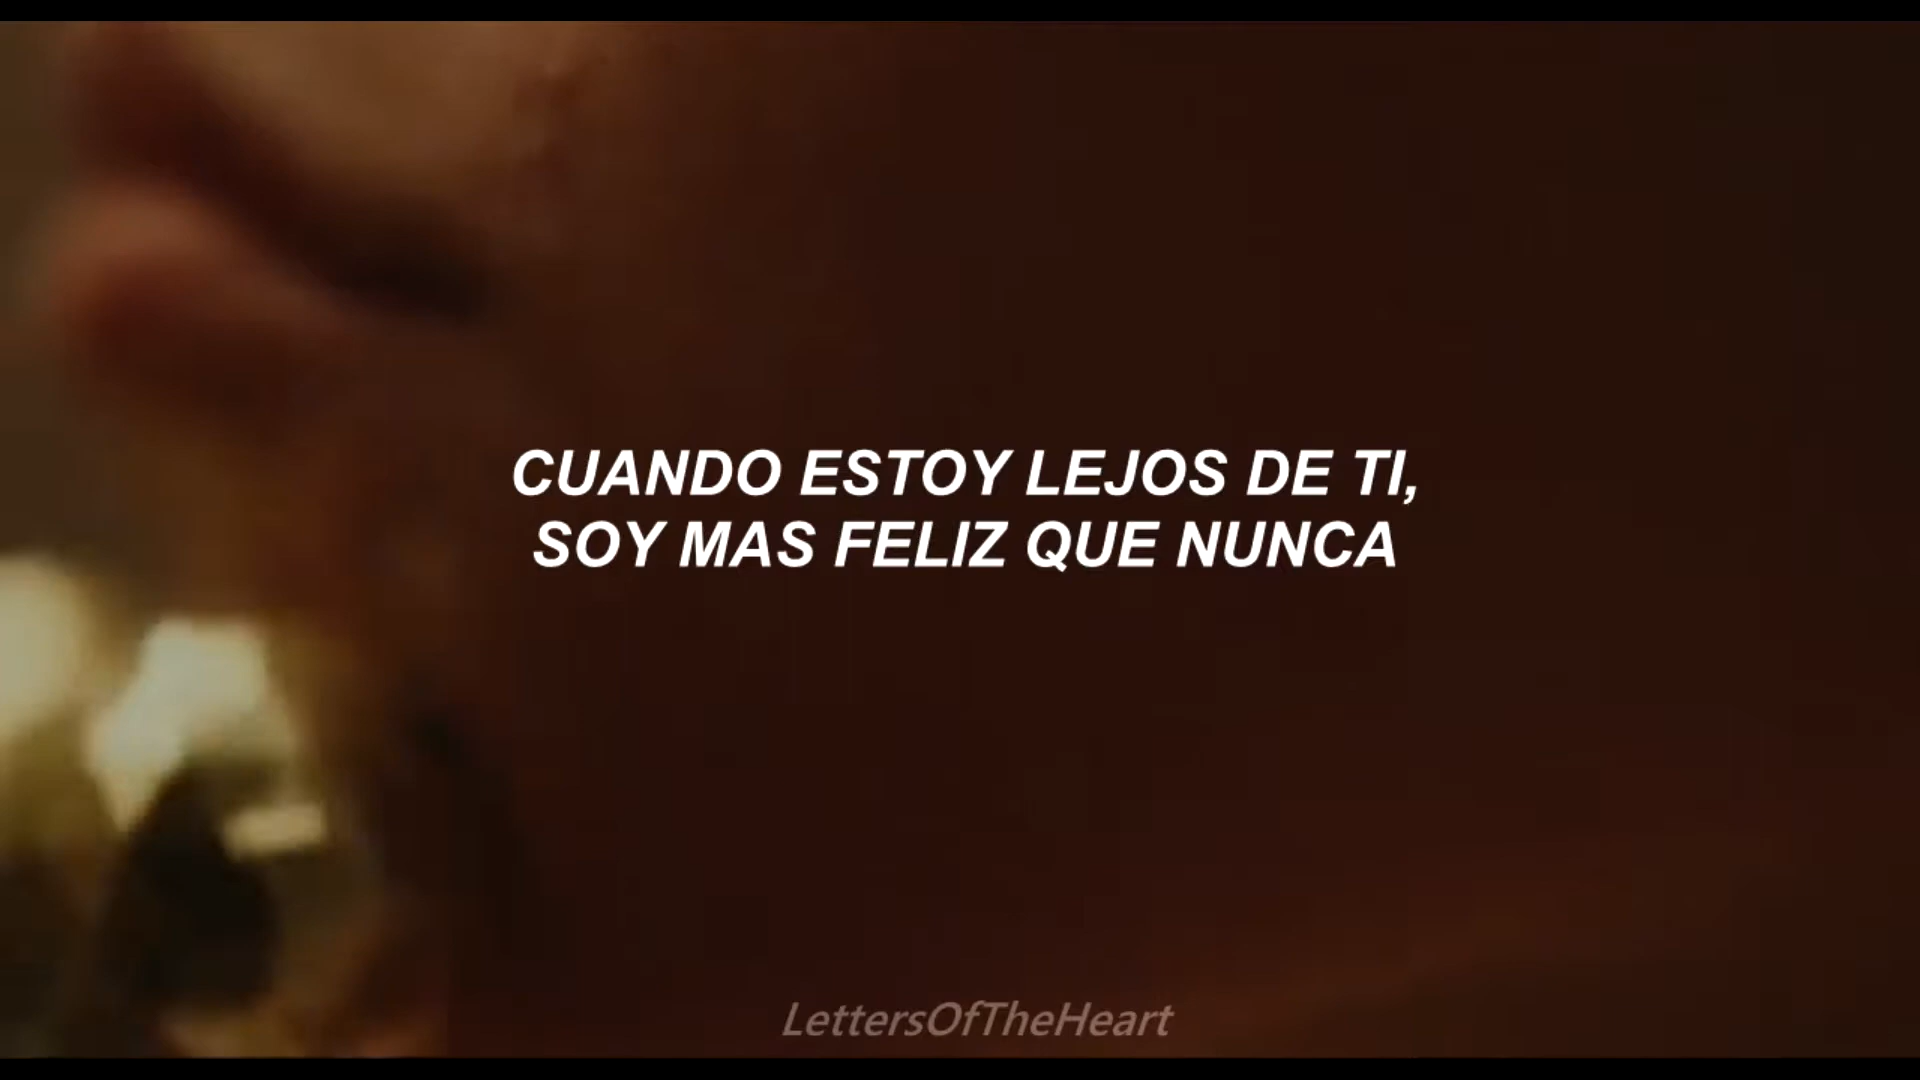 CUANDO ESTOY LEJOS DE TI,
SOY MAS FELIZ QUE NUNCA
LettersOfTheHeart